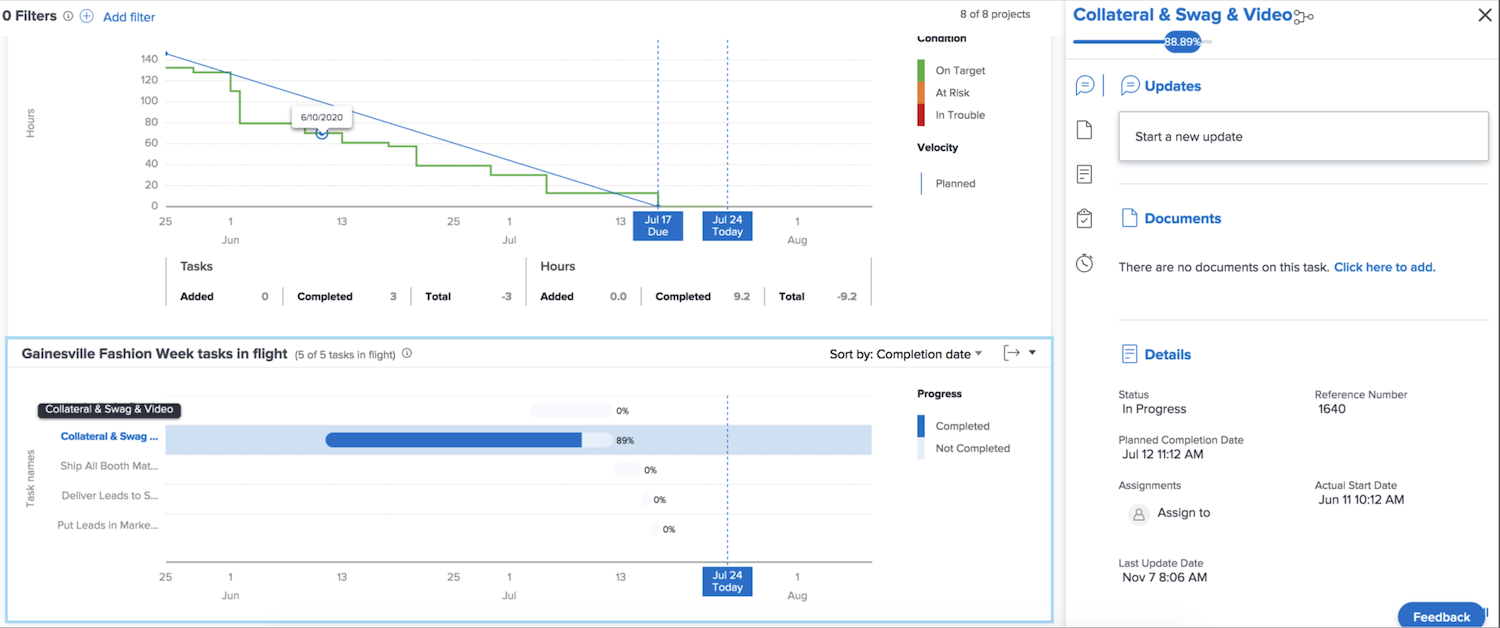 0 Filters
Add filter
8 of 8 projects
140
120
100
80
60
40
20
0
Hours
6/10/2020
25
1
13
25
1
13
1
Jun
Jul
Aug
Jul 17
Due
Jul 24
Today
Condition
On Target
At Risk
In Trouble
Velocity
Planned
Tasks
Added 0 Completed 3 Total -3
Hours
Added 0.0 Completed 9.2 Total -9.2
Gainesville Fashion Week tasks in flight (5 of 5 tasks in flight)
Sort by: Completion date
Task names
Collateral & Swag & Video
0%
Collateral & Swag ...
89%
Ship All Booth Mat...
0%
Deliver Leads to S...
0%
Put Leads in Marke...
0%
25
1
13
25
1
13
1
Jun
Jul
Aug
Jul 24
Today
Progress
Completed
Not Completed
Collateral & Swag & Video
88.89%
Updates
Start a new update
Documents
There are no documents on this task. Click here to add.
Details
Status
In Progress
Reference Number
1640
Planned Completion Date
Jul 12 11:12 AM
Assignments
Assign to
Actual Start Date
Jun 11 10:12 AM
Last Update Date
Nov 7 8:06 AM
Feedback